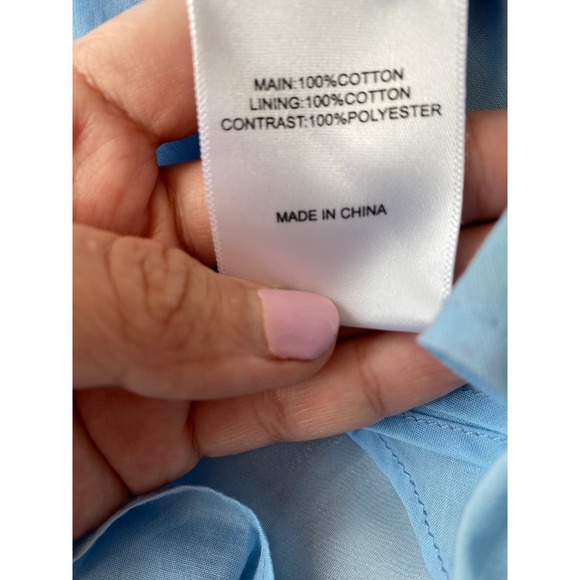 MAIN:100%COTTON
LINING:100%COTTON
CONTRAST:100%POLYESTER
MADE IN CHINA